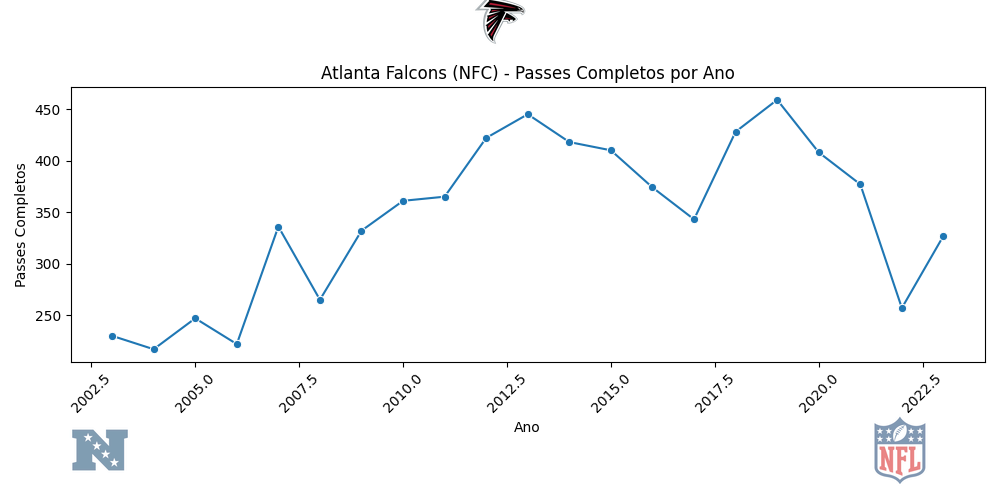 Atlanta Falcons (NFC) - Passes Completos por Ano
Passes Completos
450
400
350
300
250
2002.5
2005.0
2007.5
2010.0
2012.5
2015.0
2017.5
2020.0
2022.5
Ano
N
NFL